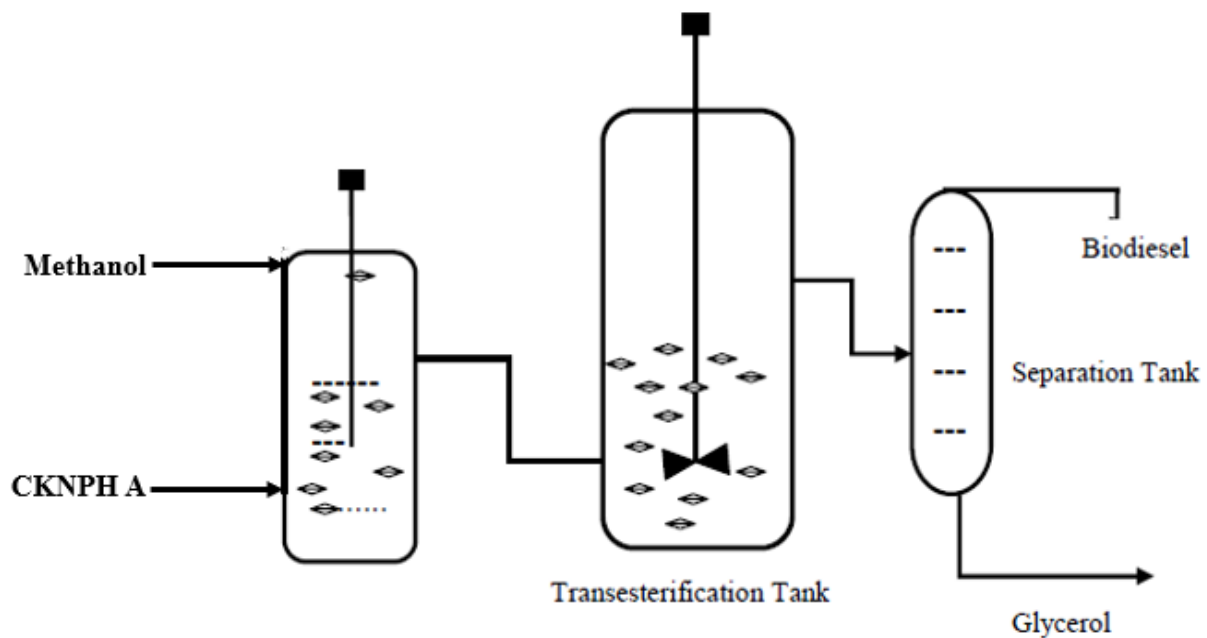 Methanol
CKNPH A
Transesterification Tank
Biodiesel
Separation Tank
Glycerol